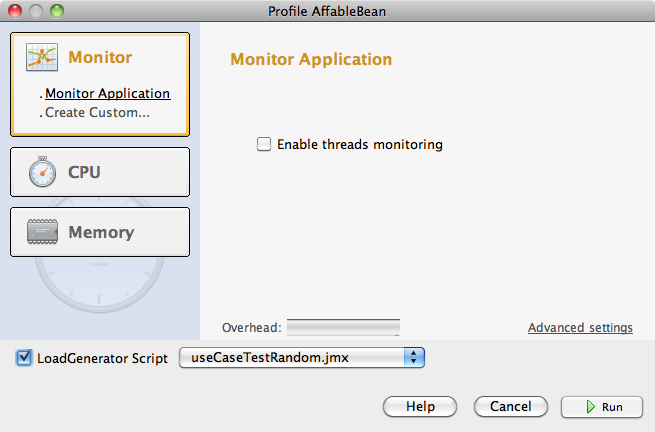 Profile AffableBean
Monitor
. Monitor Application
. Create Custom...
CPU
Memory
Monitor Application
Enable threads monitoring
Overhead:
Advanced settings
LoadGenerator Script
useCaseTestRandom.jmx
Help
Cancel
Run